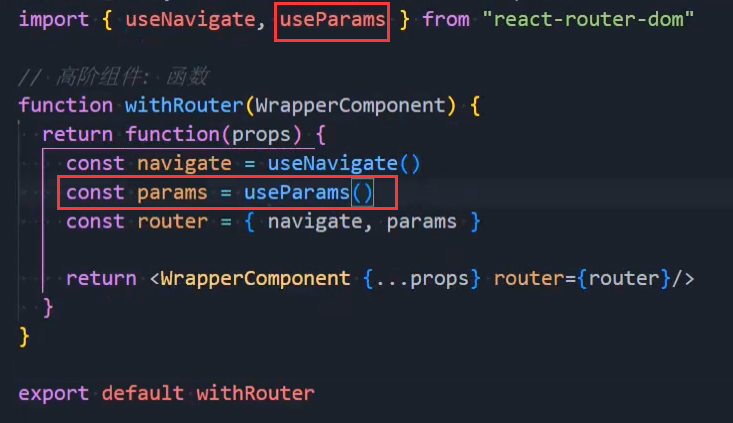 import { useNavigate, useParams } from "react-router-dom"
// 高阶组件: 函数
function withRouter(WrapperComponent) {
return function(props) {
const navigate = useNavigate()
const params = useParams()
const router = { navigate, params }
return <WrapperComponent {...props} router={router}/>
}
}
export default withRouter